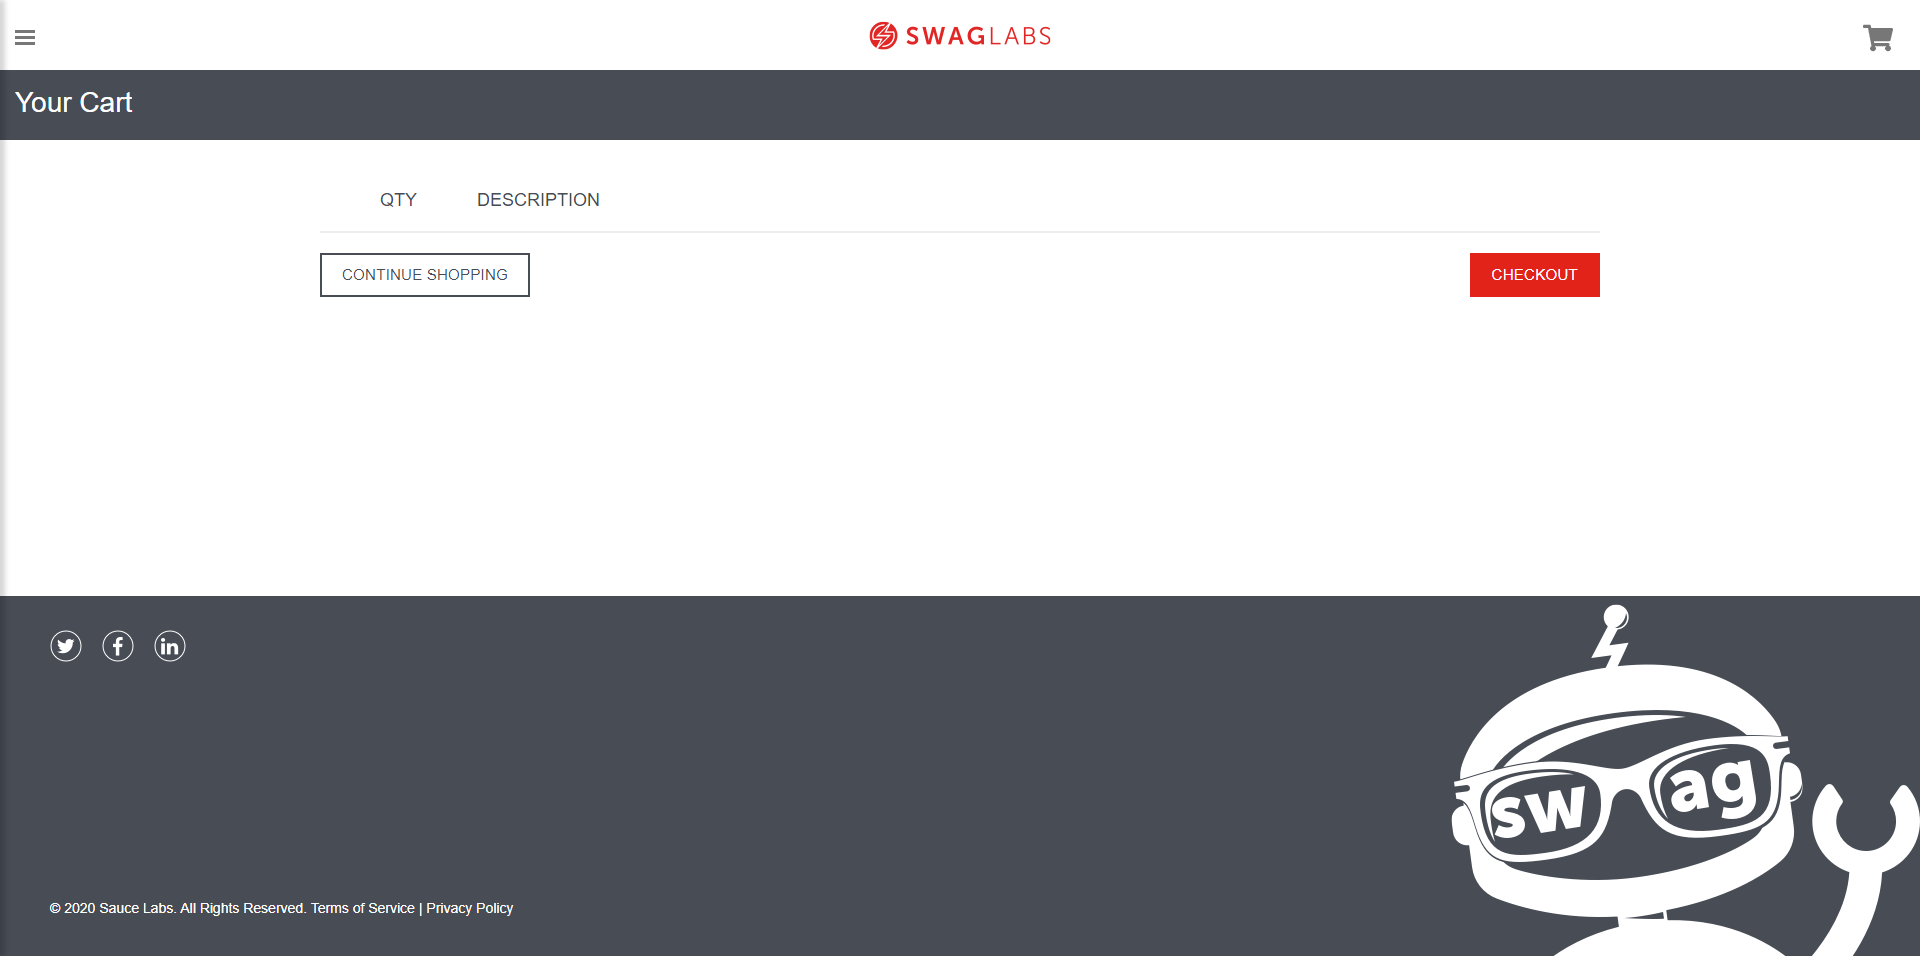 SWAGLABS
Your Cart
QTY DESCRIPTION
CONTINUE SHOPPING CHECKOUT
in
sw ag
© 2020 Sauce Labs. All Rights Reserved. Terms of Service | Privacy Policy